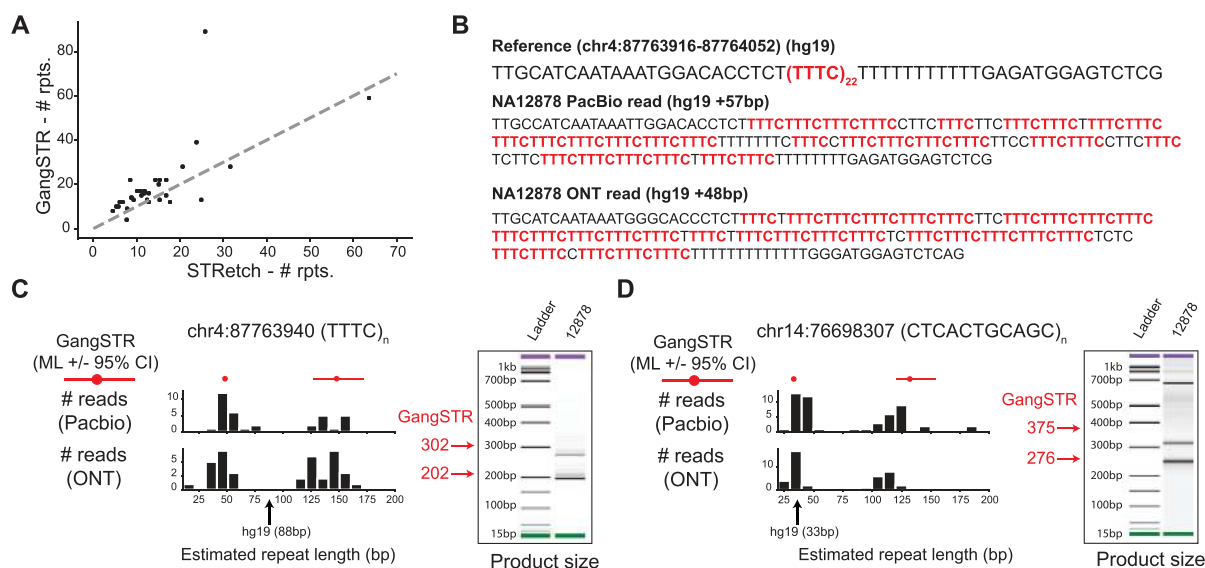 A
GangSTR - # rpts.
80
60
40
20
0
0 10 20 30 40 50 60 70
STRetch - # rpts.
B
Reference (chr4:87763916-87764052) (hg19)
TTGCATCAATAAATGGACACCTCT(TTTC)22TTTTTTTTTTTGAGATGGAGTCTCG
NA12878 PacBio read (hg19 +57bp)
TTGCCATCAATAAATTGGACACCTCTTTTCTTTCTTTCTTTCCTTCTTTCTTCTTTCTTTCTTTTCTTTC
TTTCTTTCTTTCTTTCTTTCTTTCTTTTTTCTTTCCTTTCTTTCTTTCTTTCTTCCTTTCTTTCCTTCTTTC
TCTTCTTTCTTTCTTTCTTTCTTTTCTTTCTTTTTTTTGAGATGGAGTCTCG
NA12878 ONT read (hg19 +48bp)
TTGCATCAATAAATGGGCACCCTCTTTTCTTTTCTTTCTTTCTTTCTTTCTTCTTTCTTTCTTTCTTTC
TTTCTTTCTTTCTTTCTTTCTTTTCTTTTCTTTCTTTCTTTCTCTTTCTTTCTTTCTTTCTTTCTCTC
TTTCTTTCCTTTCTTTCTTTCTTTTTTTTTTTTTGGGATGGAGTCTCAG
C
chr4:87763940 (TTTC)n
GangSTR
(ML +/- 95% CI)
# reads
(Pacbio)
10
5
0
# reads
(ONT)
5
2
0
25 50 75 100 125 150 175 200
hg19 (88bp)
Estimated repeat length (bp)
GangSTR
302
202
Ladder
12878
1kb
700bp
500bp
400bp
300bp
200bp
100bp
15bp
Product size
D
chr14:76698307 (CTCACTGCAGC)n
GangSTR
(ML +/- 95% CI)
# reads
(Pacbio)
10
5
0
# reads
(ONT)
10
0
25 50 75 100 125 150 175 200
hg19 (33bp)
Estimated repeat length (bp)
GangSTR
375
276
Ladder
12878
1kb
700bp
500bp
400bp
300bp
200bp
100bp
15bp
Product size